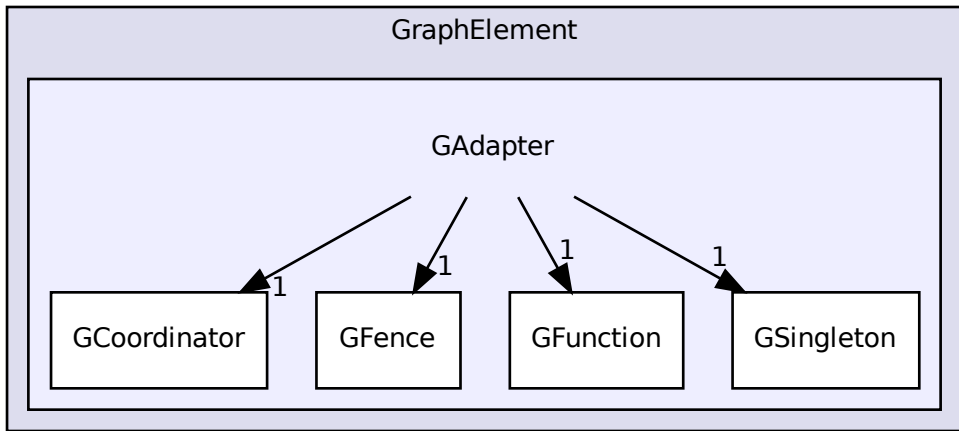 GraphElement
GAdapter
1
1
1
1
GCoordinator
GFence
GFunction
GSingleton